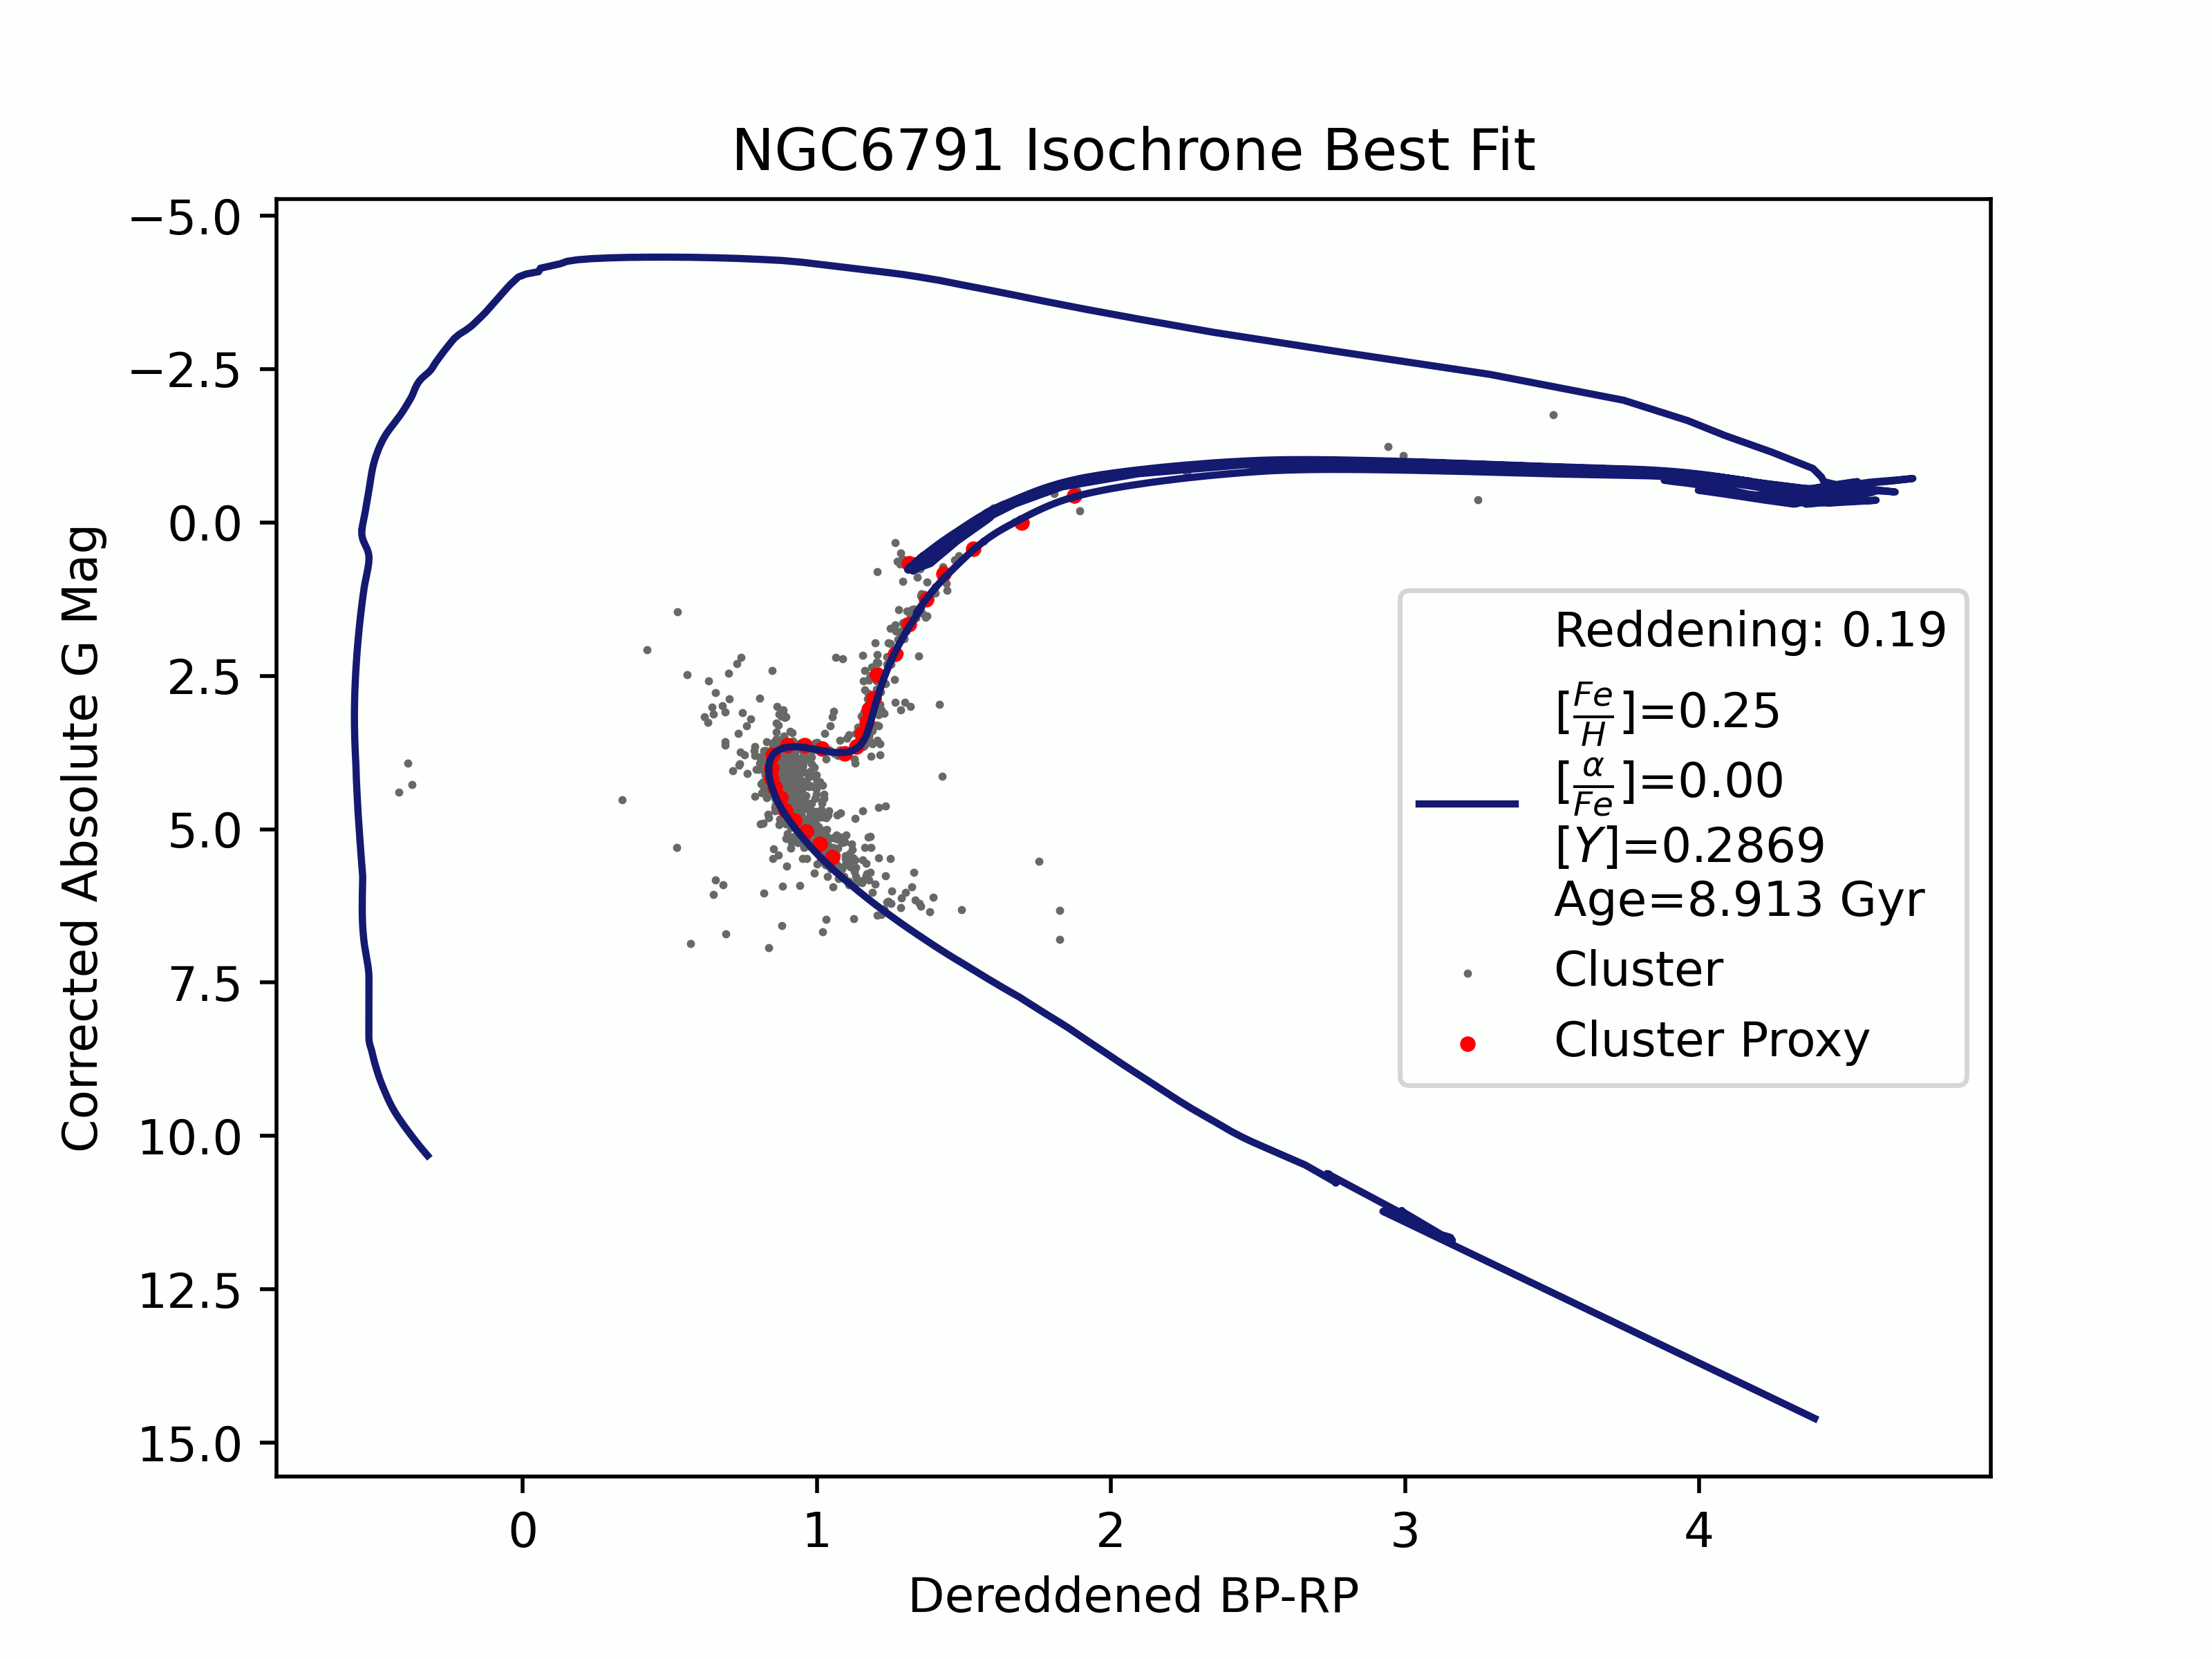 NGC6791 Isochrone Best Fit
Corrected Absolute G Mag
−5.0
−2.5
0.0
2.5
5.0
7.5
10.0
12.5
15.0
Reddening: 0.19
[Fe/H]=0.25
[α/Fe]=0.00
[Y]=0.2869
Age=8.913 Gyr
Cluster
Cluster Proxy
0 1 2 3 4
Dereddened BP-RP